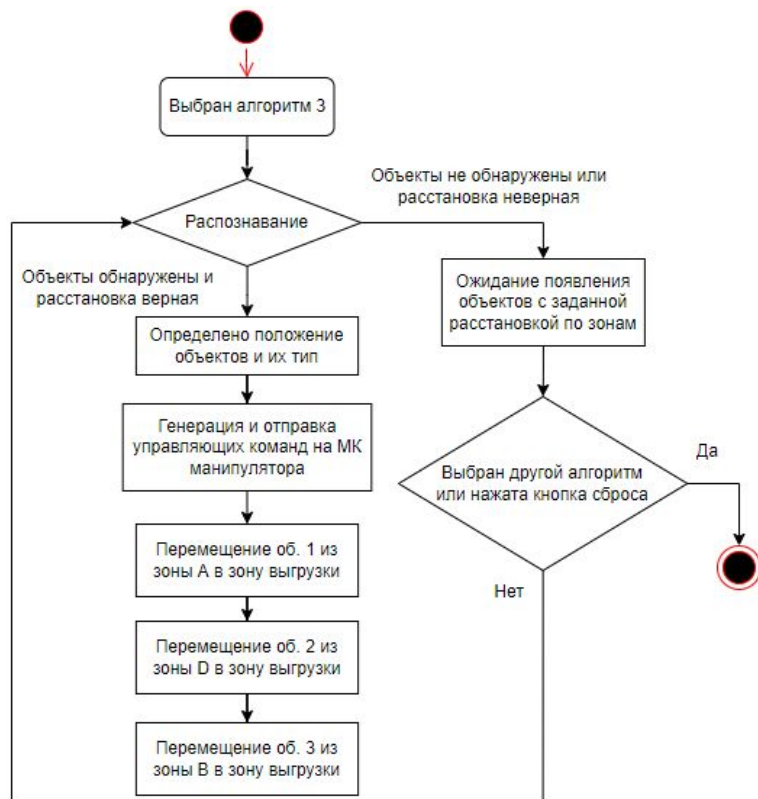 Выбран алгоритм 3
Объекты не обнаружены или
расстановка неверная
Распознавание
Объекты обнаружены и
расстановка верная
Ожидание появления
объектов с заданной
расстановкой по зонам
Определено положение
объектов и их тип
Генерация и отправка
управляющих команд на МК
манипулятора
Выбран другой алгоритм
или нажата кнопка сброса
Да
Нет
Перемещение об. 1 из
зоны A в зону выгрузки
Перемещение об. 2 из
зоны D в зону выгрузки
Перемещение об. 3 из
зоны B в зону выгрузки